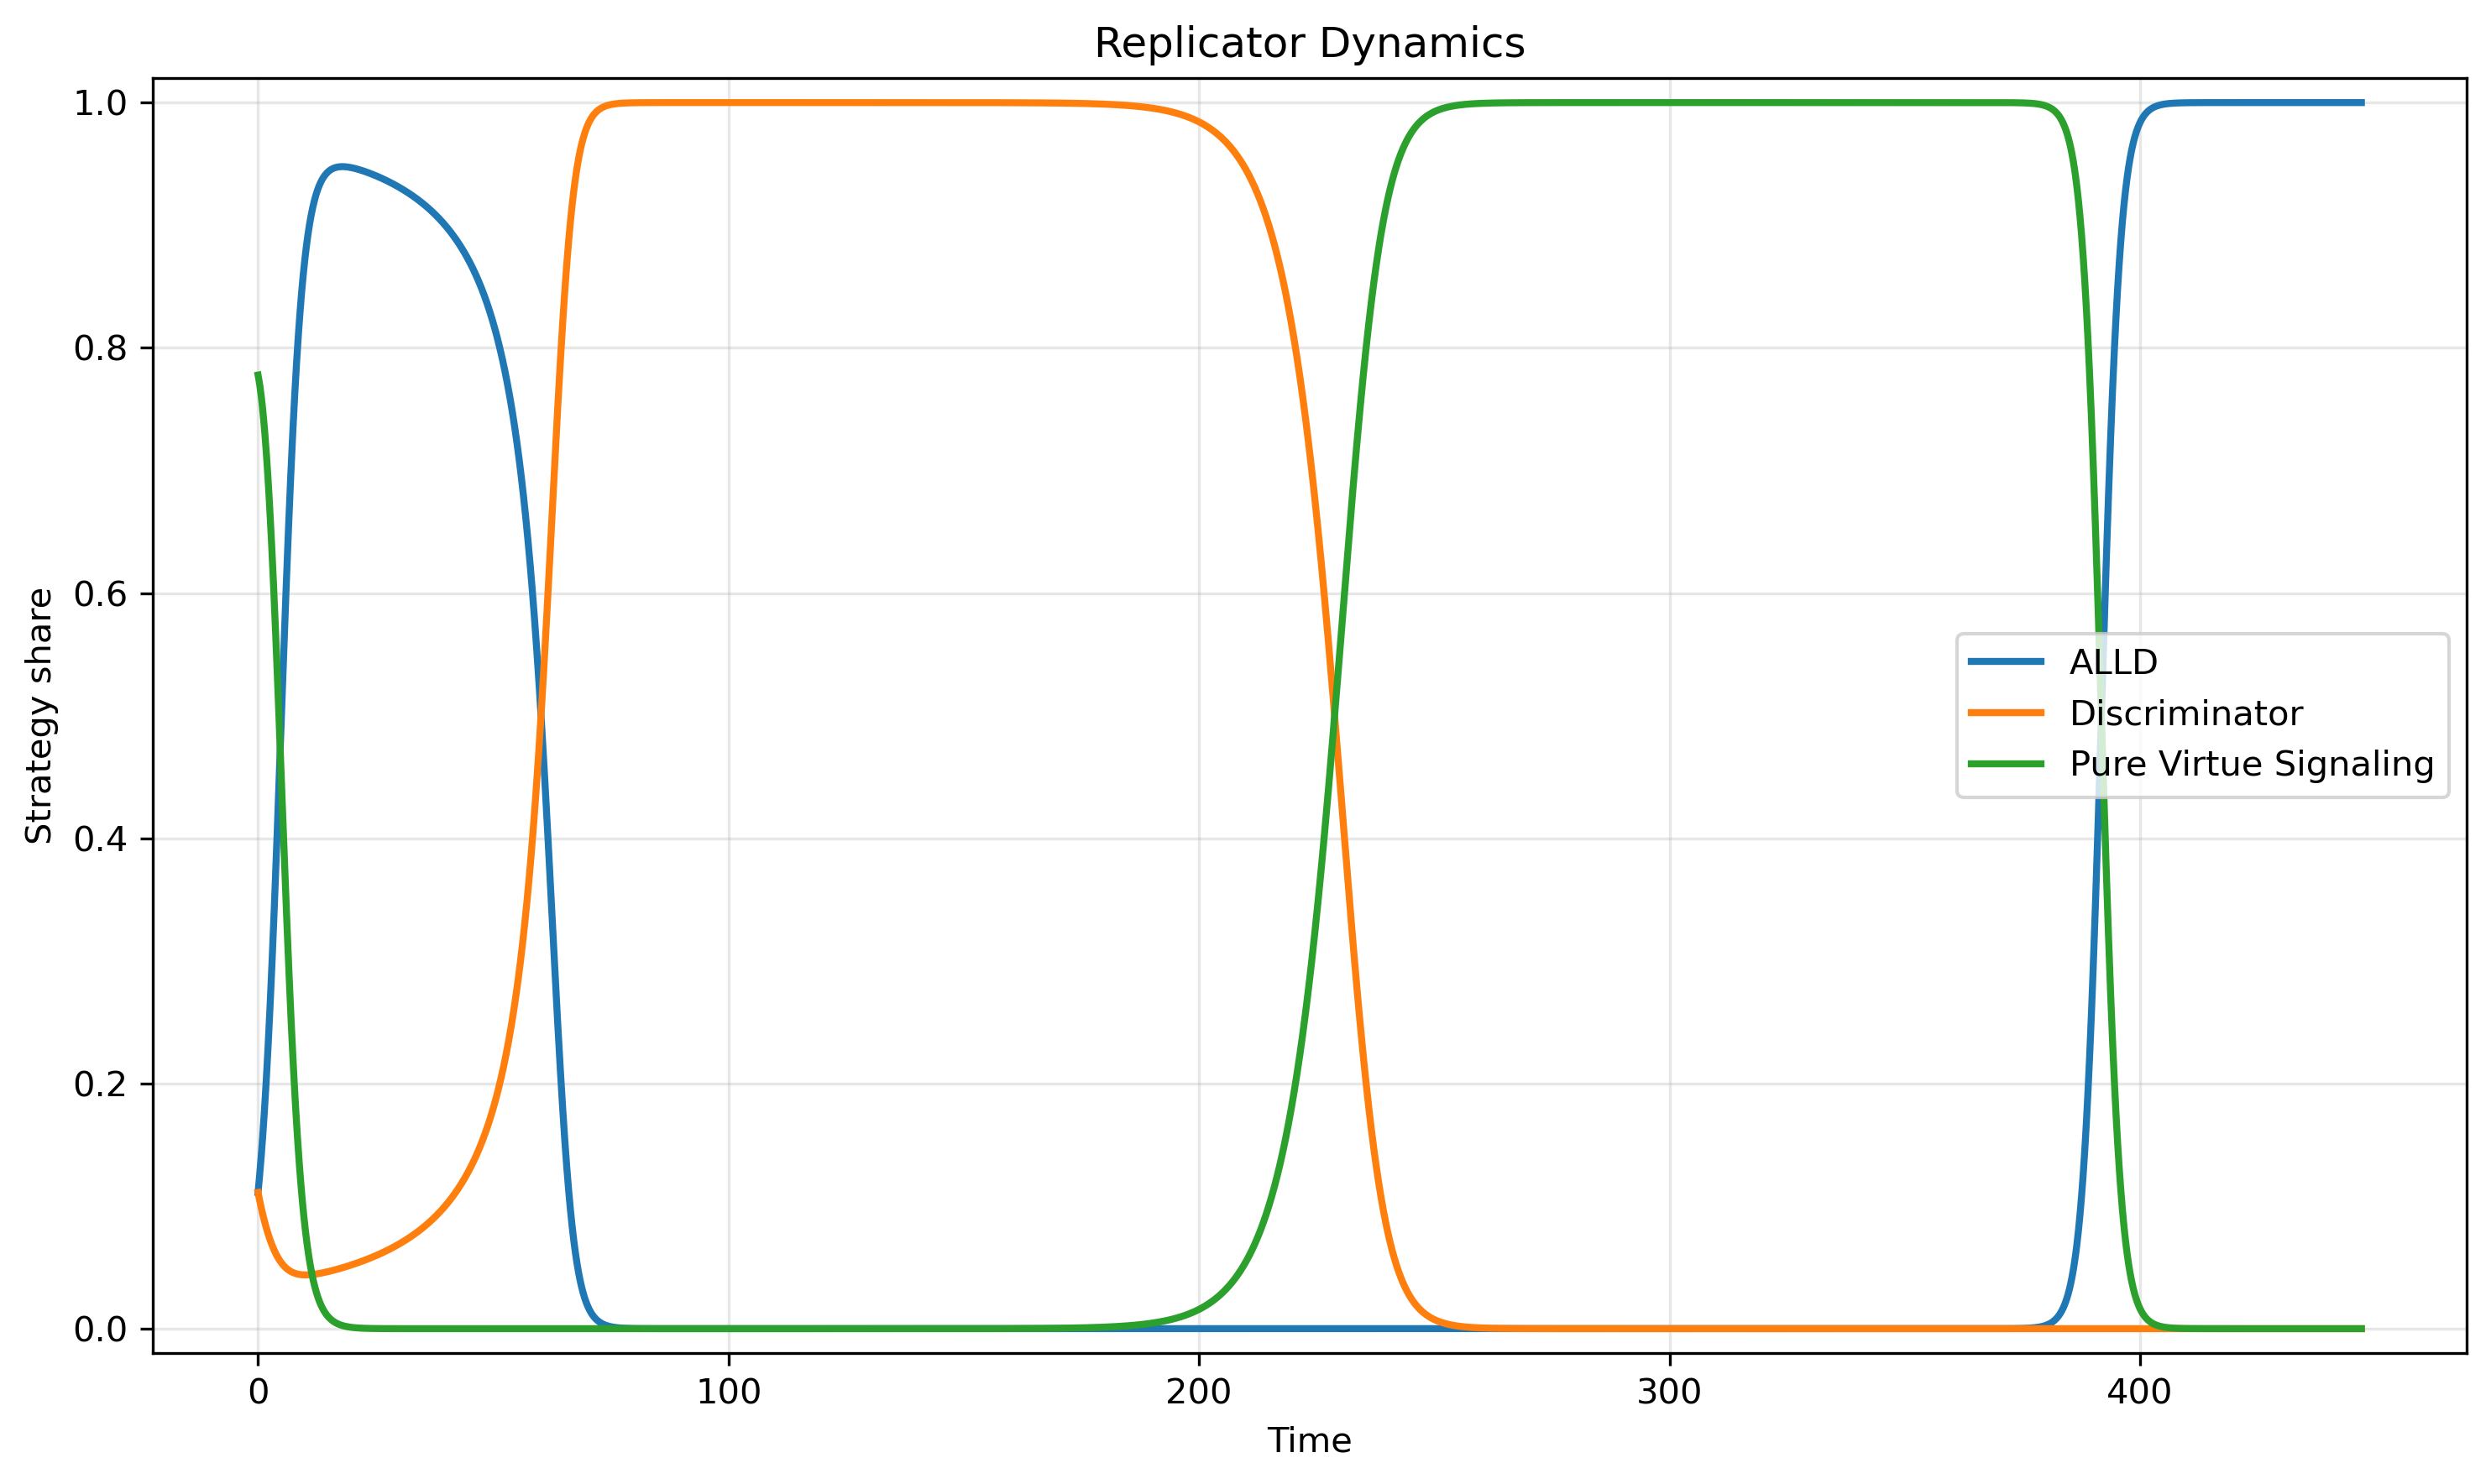 Replicator Dynamics
1.0
0.8
0.6
0.4
0.2
0.0
Strategy share
ALLD
Discriminator
Pure Virtue Signaling
0 100 200 300 400
Time